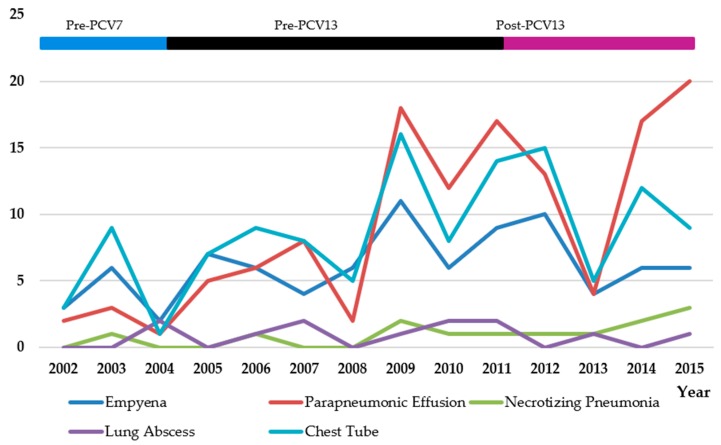 25
Pre-PCV7 Pre-PCV13 Post-PCV13
20
15
10
5
0
2002 2003 2004 2005 2006 2007 2008 2009 2010 2011 2012 2013 2014 2015
Year
Empyena Parapneumonic Effusion Necrotizing Pneumonia
Lung Abscess Chest Tube